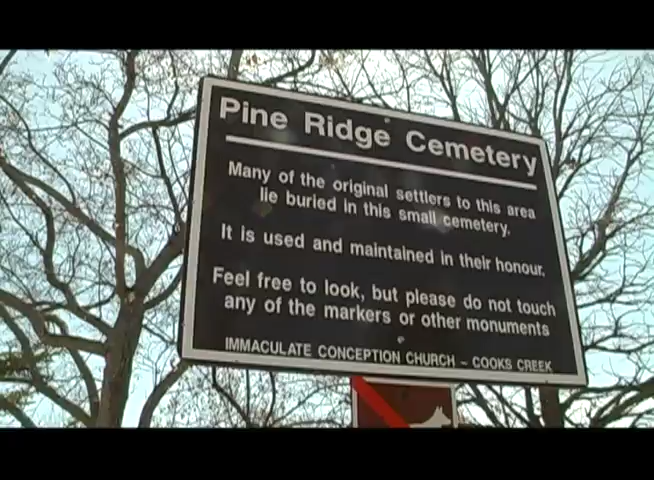 Pine Ridge Cemetery
Many of the original settlers to this area
lie buried in this small cemetery.
It is used and maintained in their honour.
Feel free to look, but please do not touch
any of the markers or other monuments
IMMACULATE CONCEPTION CHURCH - COOKS CREEK